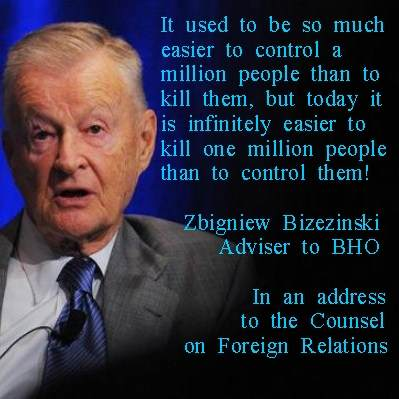 It used to be so much
easier to control a
million people than to
kill them, but today it
is infinitely easier to
kill one million people
than to control them!
Zbigniew Bizezinski
Adviser to BHO
In an address
to the Counsel
on Foreign Relations